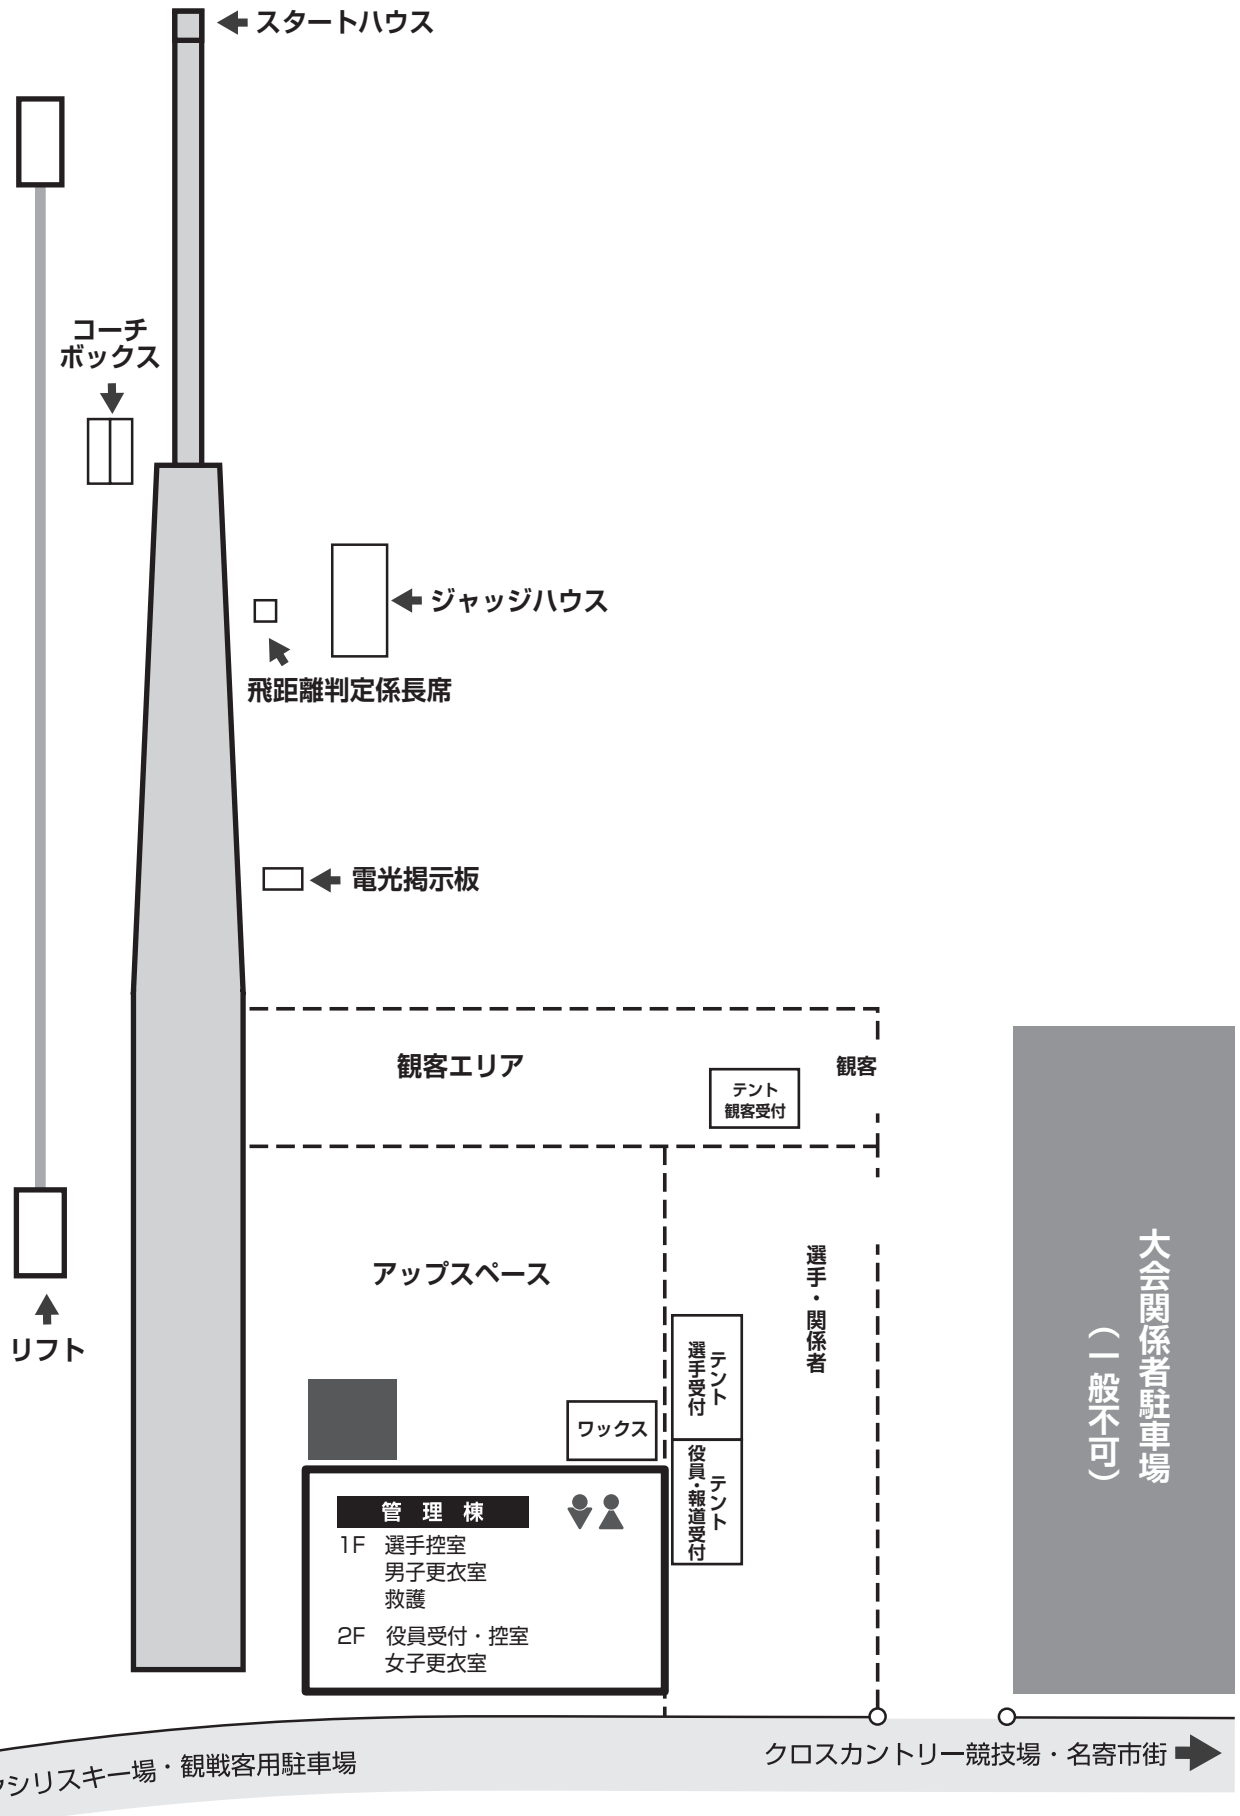 スタートハウス
コーチ
ボックス
ジャッジハウス
飛距離判定係長席
電光掲示板
観客エリア
観客
テント
観客受付
アップスペース
選手・関係者
大会関係者駐車場
（一般不可）
リフト
テント
選手受付
ワックス
テント
役員・報道受付
管理棟
1F 選手控室
男子更衣室
救護
2F 役員受付・控室
女子更衣室
シリスキー場・観戦客用駐車場
クロスカントリー競技場・名寄市街